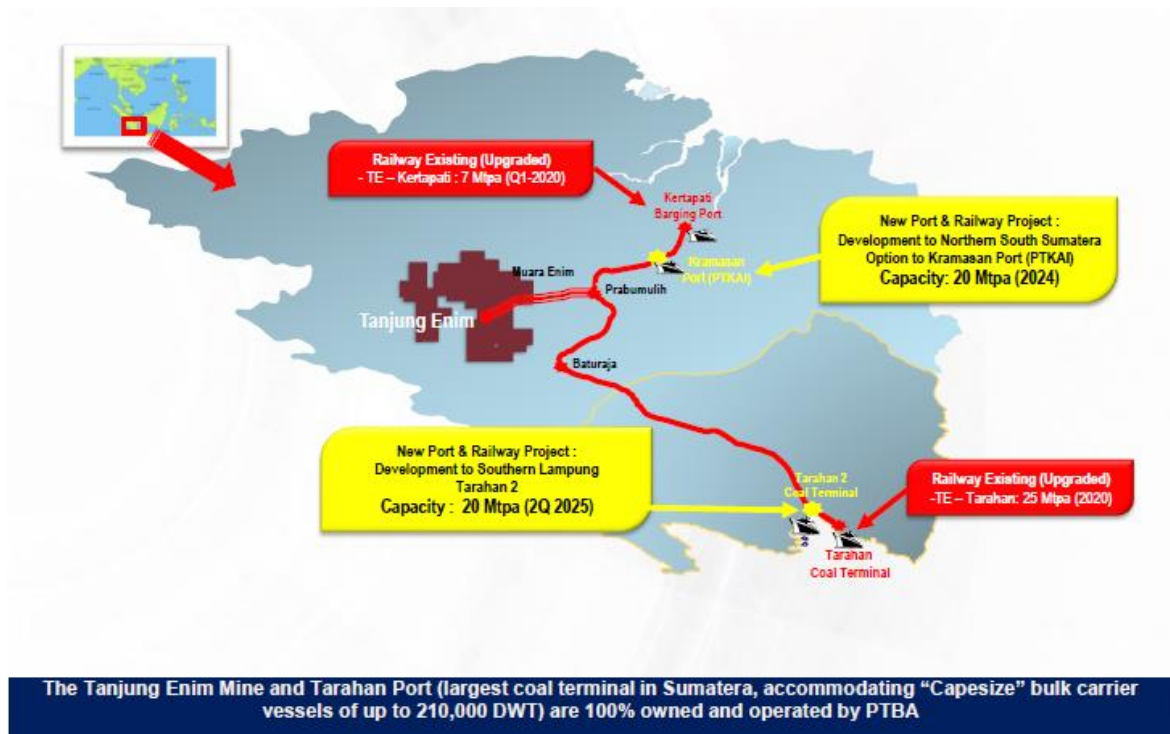 Railway Existing (Upgraded)
- TE – Kertapati : 7 Mtpa (Q1-2020)
Kertapati
Barging Port
New Port & Railway Project :
Development to Northern South Sumatera
Option to Kramasan Port (PTKAI)
Capacity: 20 Mtpa (2024)
Kramasan
Port (PTKAI)
Muara Enim
Prabumulih
Tanjung Enim
Baturaja
New Port & Railway Project :
Development to Southern Lampung
Tarahan 2
Capacity : 20 Mtpa (2Q 2025)
Tarahan 2
Coal Terminal
Railway Existing (Upgraded)
-TE – Tarahan: 25 Mtpa (2020)
Tarahan
Coal Terminal
The Tanjung Enim Mine and Tarahan Port (largest coal terminal in Sumatera, accommodating “Capesize” bulk carrier
vessels of up to 210,000 DWT) are 100% owned and operated by PTBA